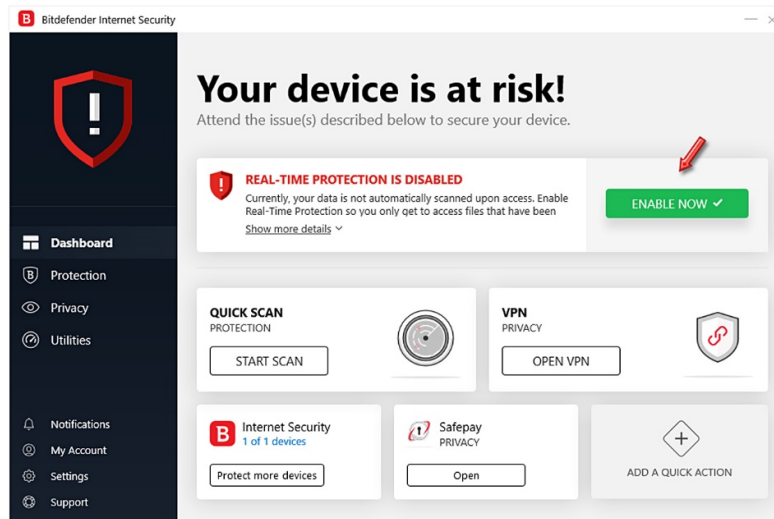 B Bitdefender Internet Security
Your device is at risk!
Attend the issue(s) described below to secure your device.
REAL-TIME PROTECTION IS DISABLED
Currently, your data is not automatically scanned upon access. Enable
Real-Time Protection so you only get to access files that have been
Show more details
ENABLE NOW
Dashboard
B Protection
Privacy
Utilities
QUICK SCAN
PROTECTION
START SCAN
VPN
PRIVACY
OPEN VPN
Notifications
My Account
Settings
Support
B Internet Security
1 of 1 devices
Protect more devices
Safepay
PRIVACY
Open
ADD A QUICK ACTION